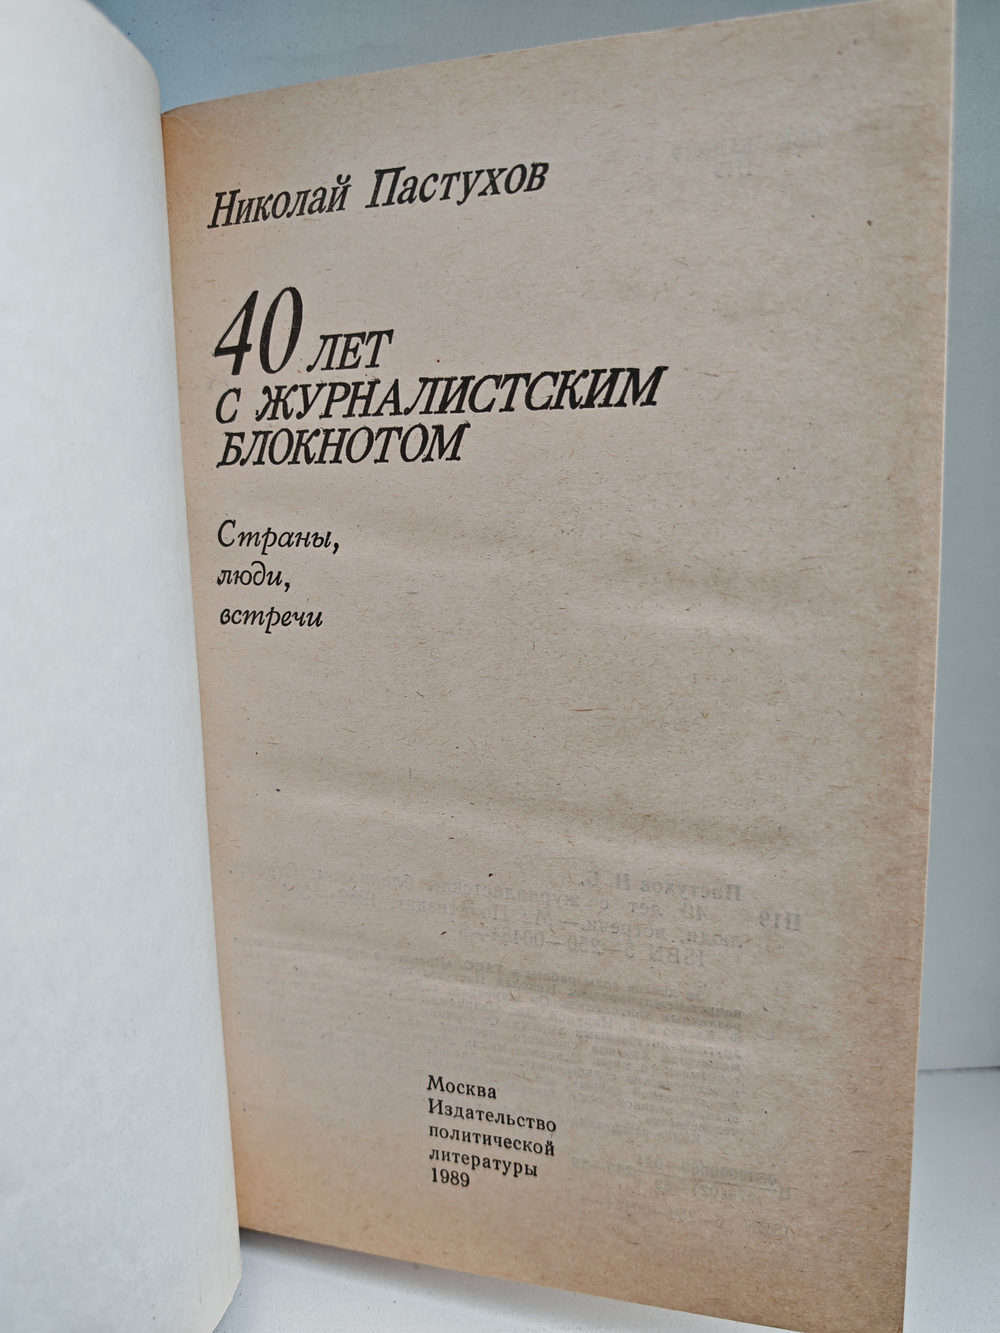 Николай Пастухов
40 ЛЕТ
С ЖУРНАЛИСТСКИМ
БЛОКНОТОМ
Страны,
люди,
встречи
Москва
Издательство
политической
литературы
1989